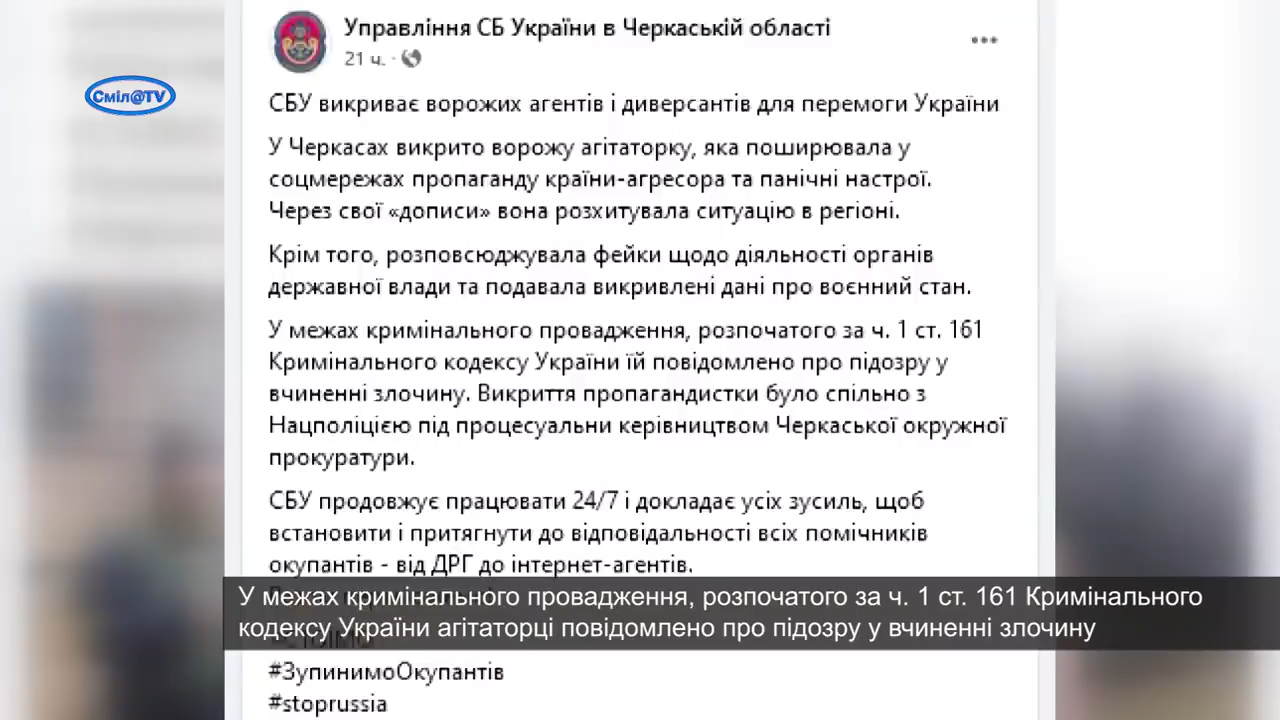 Управління СБ України в Черкаській області
21 ч. ·
Сміл@TV
СБУ викриває ворожих агентів і диверсантів для перемоги України
У Черкасах викрито ворожу агітаторку, яка поширювала у
соцмережах пропаганду країни-агресора та панічні настрої.
Через свої «дописи» вона розхитувала ситуацію в регіоні.
Крім того, розповсюджувала фейки щодо діяльності органів
державної влади та подавала викривлені дані про воєнний стан.
У межах кримінального провадження, розпочатого за ч. 1 ст. 161
Кримінального кодексу України їй повідомлено про підозру у
вчиненні злочину. Викриття пропагандистки було спільно з
Нацполіцією під процесуальни керівництвом Черкаської окружної
прокуратури.
СБУ продовжує працювати 24/7 і докладає усіх зусиль, щоб
встановити і притягнути до відповідальності всіх помічників
окупантів - від ДРГ до інтернет-агентів.
У межах кримінального провадження, розпочатого за ч. 1 ст. 161 Кримінального
кодексу України агітаторці повідомлено про підозру у вчиненні злочину
#ЗупинимоОкупантів
#stoprussia